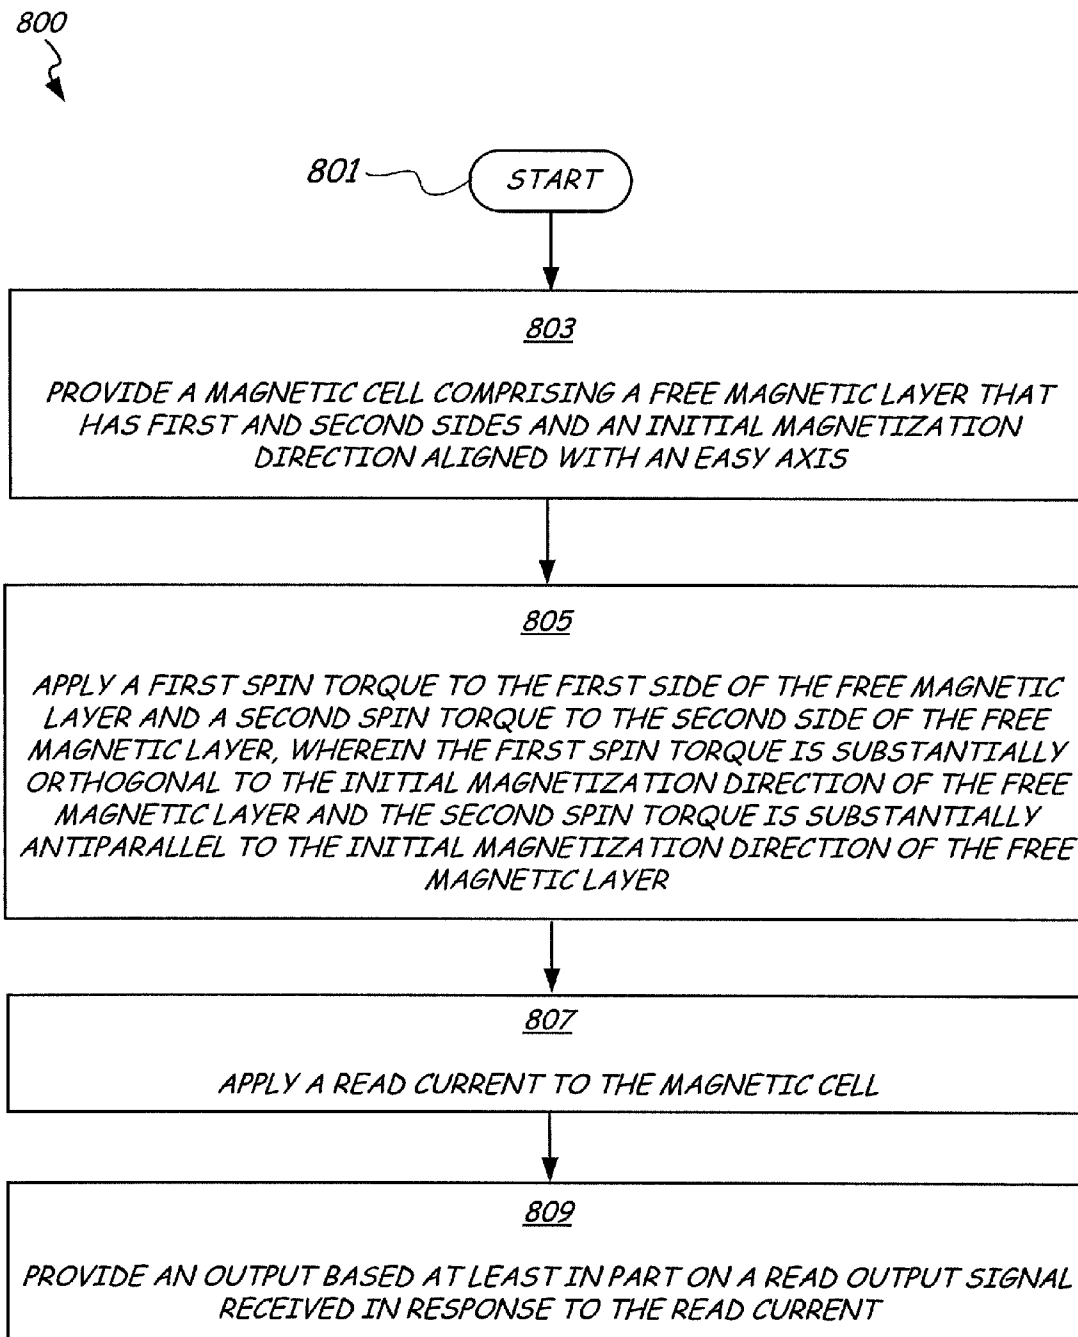 800
801
START
803
PROVIDE A MAGNETIC CELL COMPRISING A FREE MAGNETIC LAYER THAT
HAS FIRST AND SECOND SIDES AND AN INITIAL MAGNETIZATION
DIRECTION ALIGNED WITH AN EASY AXIS
805
APPLY A FIRST SPIN TORQUE TO THE FIRST SIDE OF THE FREE MAGNETIC
LAYER AND A SECOND SPIN TORQUE TO THE SECOND SIDE OF THE FREE
MAGNETIC LAYER, WHEREIN THE FIRST SPIN TORQUE IS SUBSTANTIALLY
ORTHOGONAL TO THE INITIAL MAGNETIZATION DIRECTION OF THE FREE
MAGNETIC LAYER AND THE SECOND SPIN TORQUE IS SUBSTANTIALLY
ANTIPARALLEL TO THE INITIAL MAGNETIZATION DIRECTION OF THE FREE
MAGNETIC LAYER
807
APPLY A READ CURRENT TO THE MAGNETIC CELL
809
PROVIDE AN OUTPUT BASED AT LEAST IN PART ON A READ OUTPUT SIGNAL
RECEIVED IN RESPONSE TO THE READ CURRENT